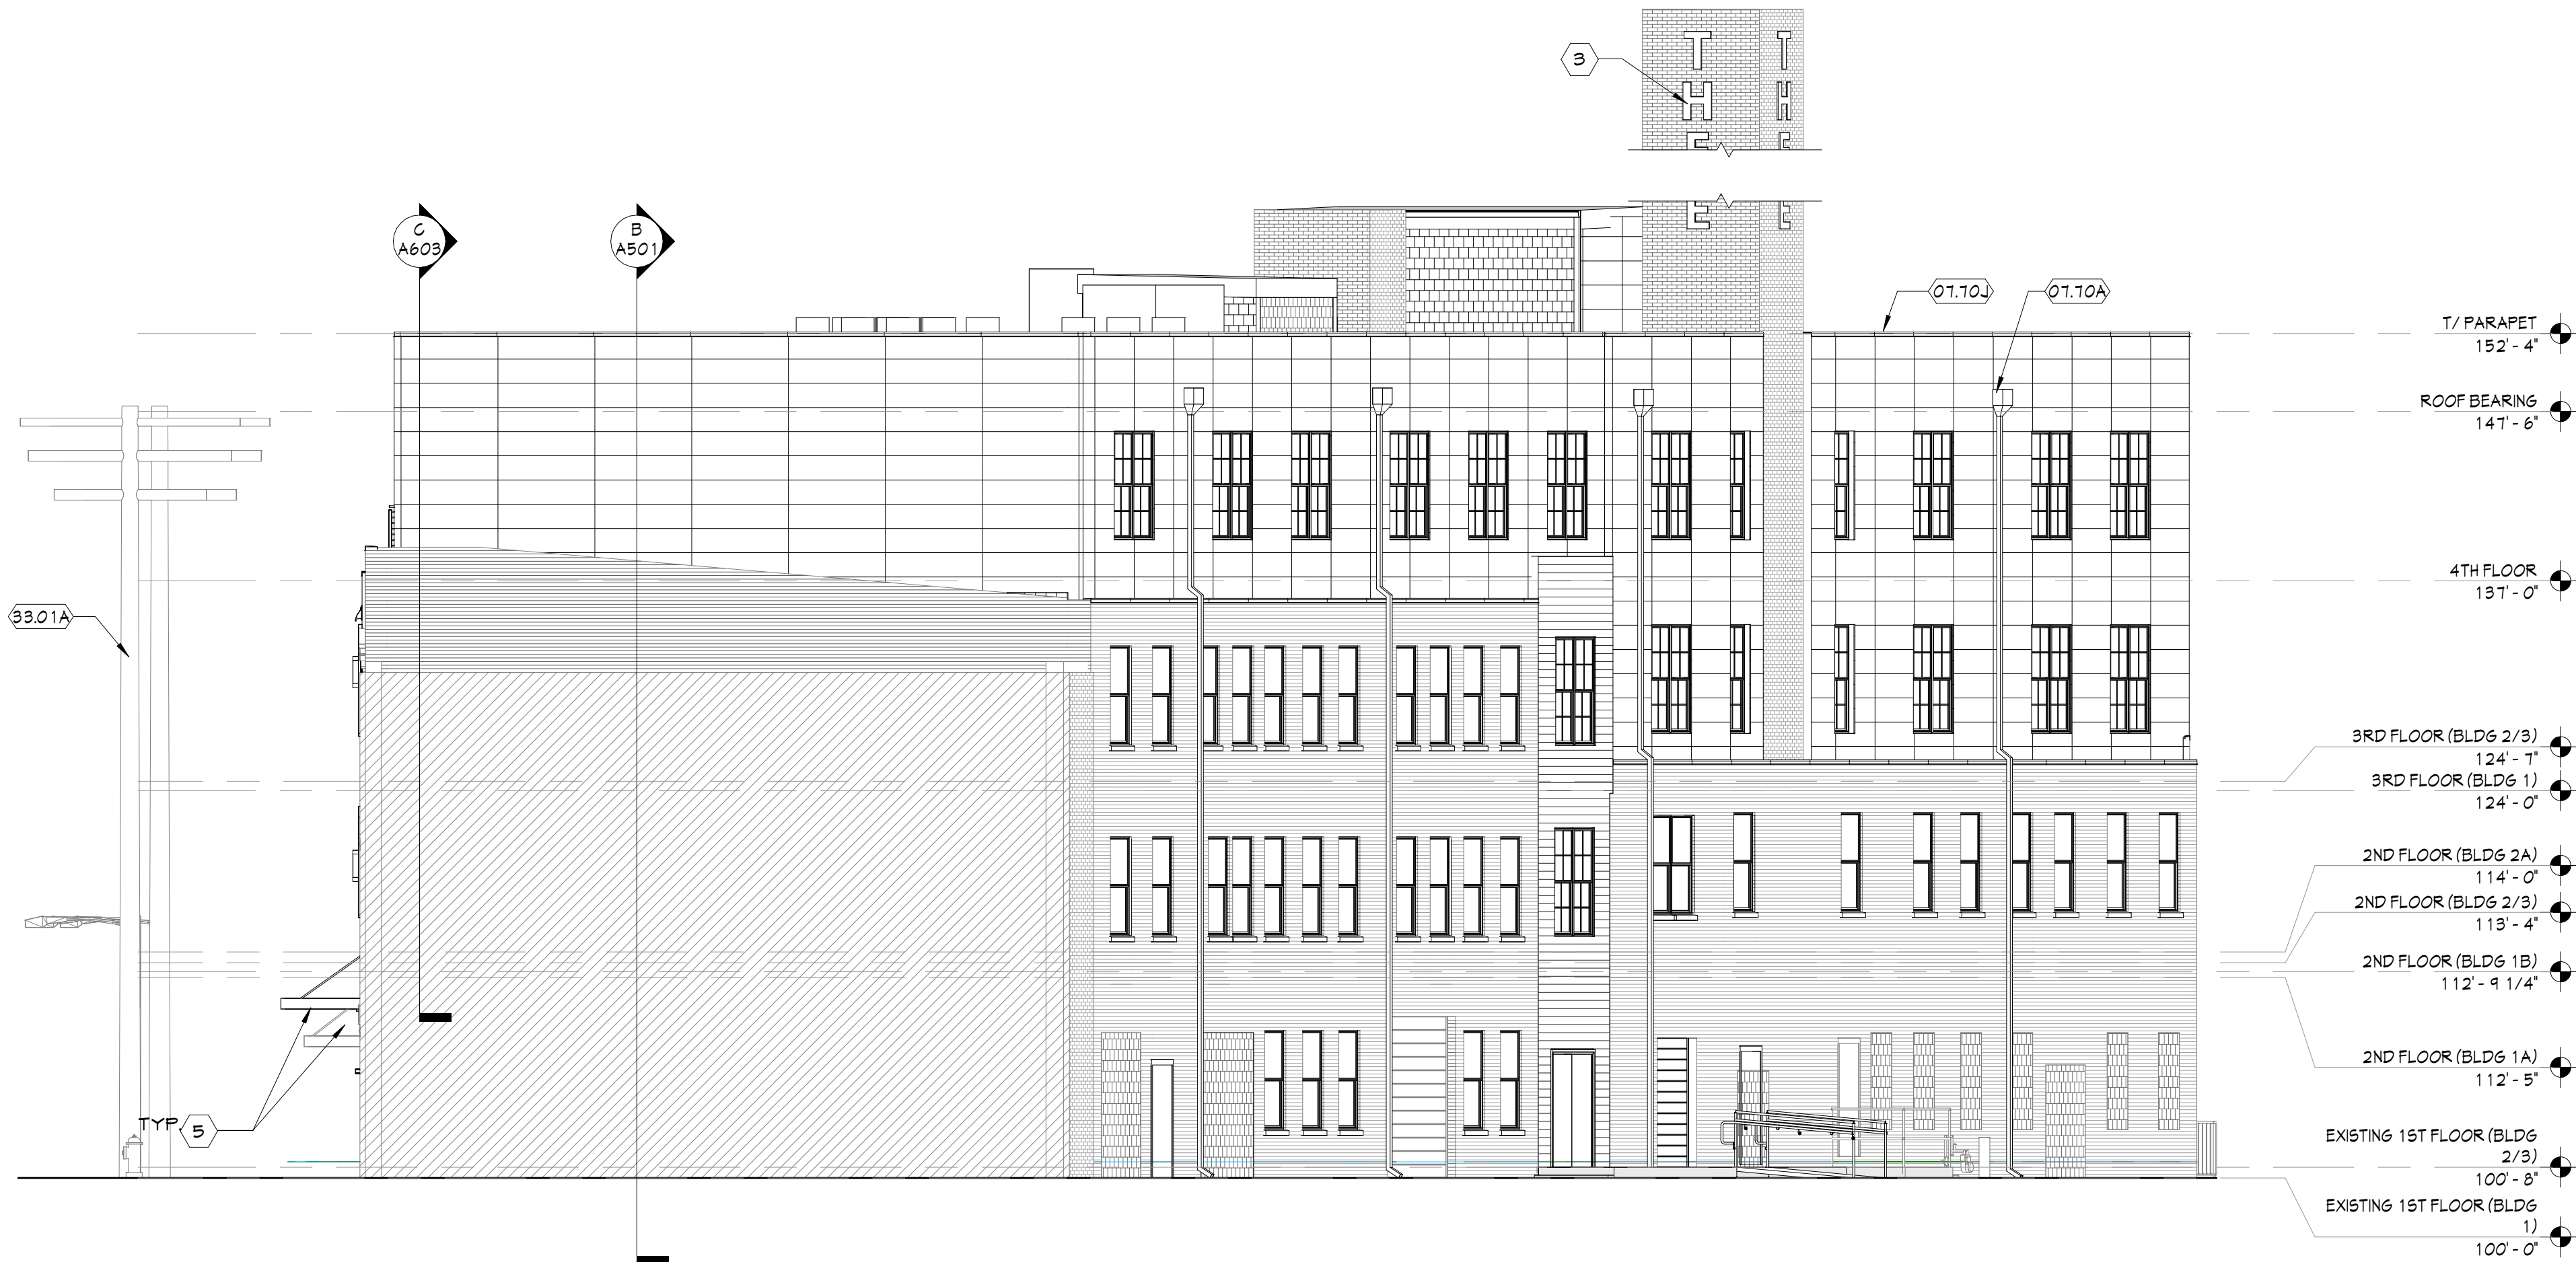 3
T
H
E
T
H
E
E
E
C
A603
B
A501
07.70J
07.70A
T/ PARAPET
152' - 4"
ROOF BEARING
147' - 6"
4TH FLOOR
137' - 0"
33.01A
3RD FLOOR (BLDG 2/3)
124' - 7"
3RD FLOOR (BLDG 1)
124' - 0"
2ND FLOOR (BLDG 2A)
114' - 0"
2ND FLOOR (BLDG 2/3)
113' - 4"
2ND FLOOR (BLDG 1B)
112' - 9 1/4"
2ND FLOOR (BLDG 1A)
112' - 5"
TYP.
5
EXISTING 1ST FLOOR (BLDG
2/3)
100' - 8"
EXISTING 1ST FLOOR (BLDG
1)
100' - 0"